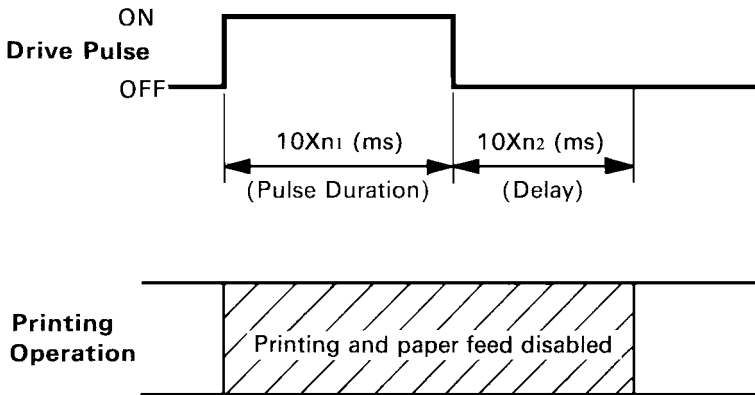 ON
Drive Pulse
OFF
10Xn1 (ms)
10Xn2 (ms)
(Pulse Duration)
(Delay)
Printing
Operation
Printing and paper feed disabled